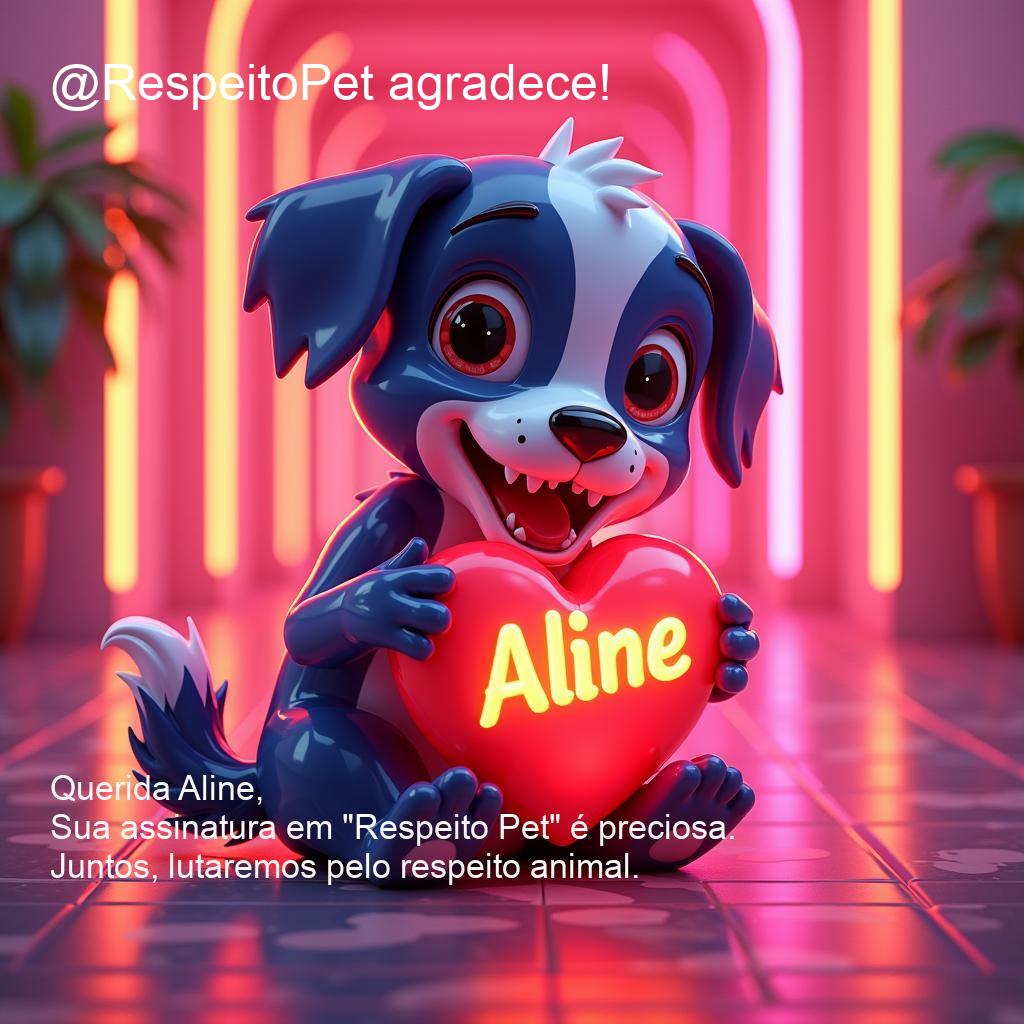 @RespeitoPet agradece!
Aline
Querida Aline,
Sua assinatura em "Respeito Pet" é preciosa.
Juntos, lutaremos pelo respeito animal.